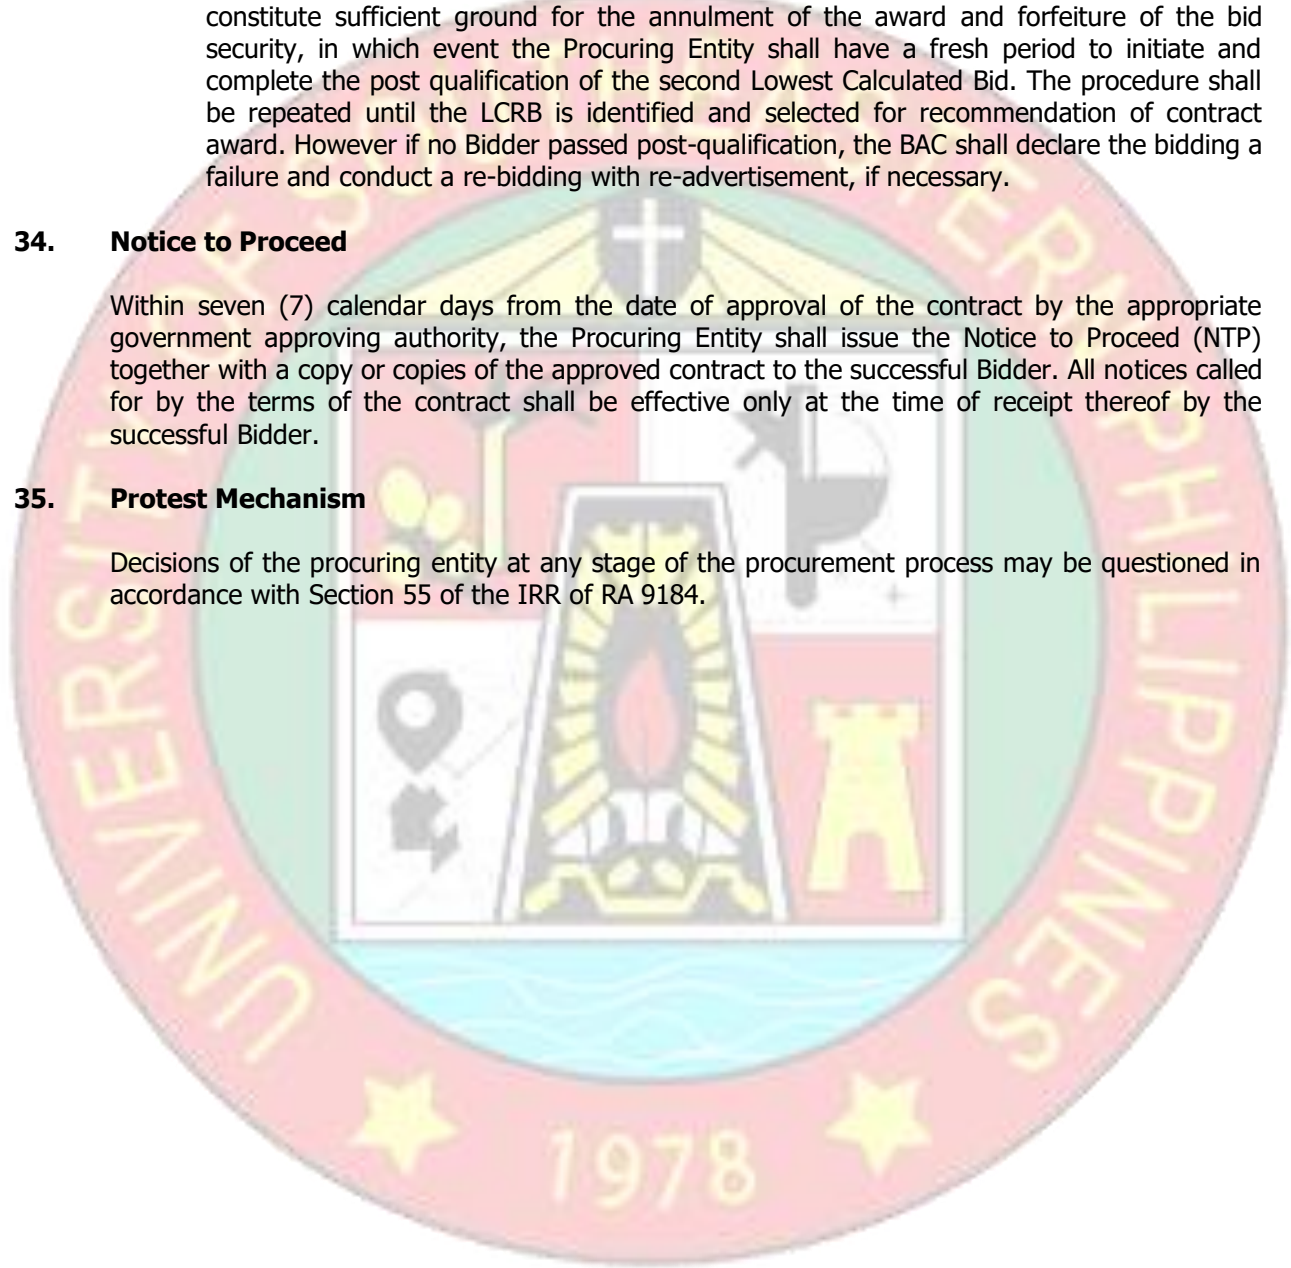 constitute sufficient ground for the annulment of the award and forfeiture of the bid
security, in which event the Procuring Entity shall have a fresh period to initiate and
complete the post qualification of the second Lowest Calculated Bid. The procedure shall
be repeated until the LCRB is identified and selected for recommendation of contract
award. However if no Bidder passed post-qualification, the BAC shall declare the bidding a
failure and conduct a re-bidding with re-advertisement, if necessary.
34. Notice to Proceed
Within seven (7) calendar days from the date of approval of the contract by the appropriate
government approving authority, the Procuring Entity shall issue the Notice to Proceed (NTP)
together with a copy or copies of the approved contract to the successful Bidder. All notices called
for by the terms of the contract shall be effective only at the time of receipt thereof by the
successful Bidder.
35. Protest Mechanism
Decisions of the procuring entity at any stage of the procurement process may be questioned in
accordance with Section 55 of the IRR of RA 9184.
UNIVERSITY OF SOUTHEASTERN PHILIPPINES
1978